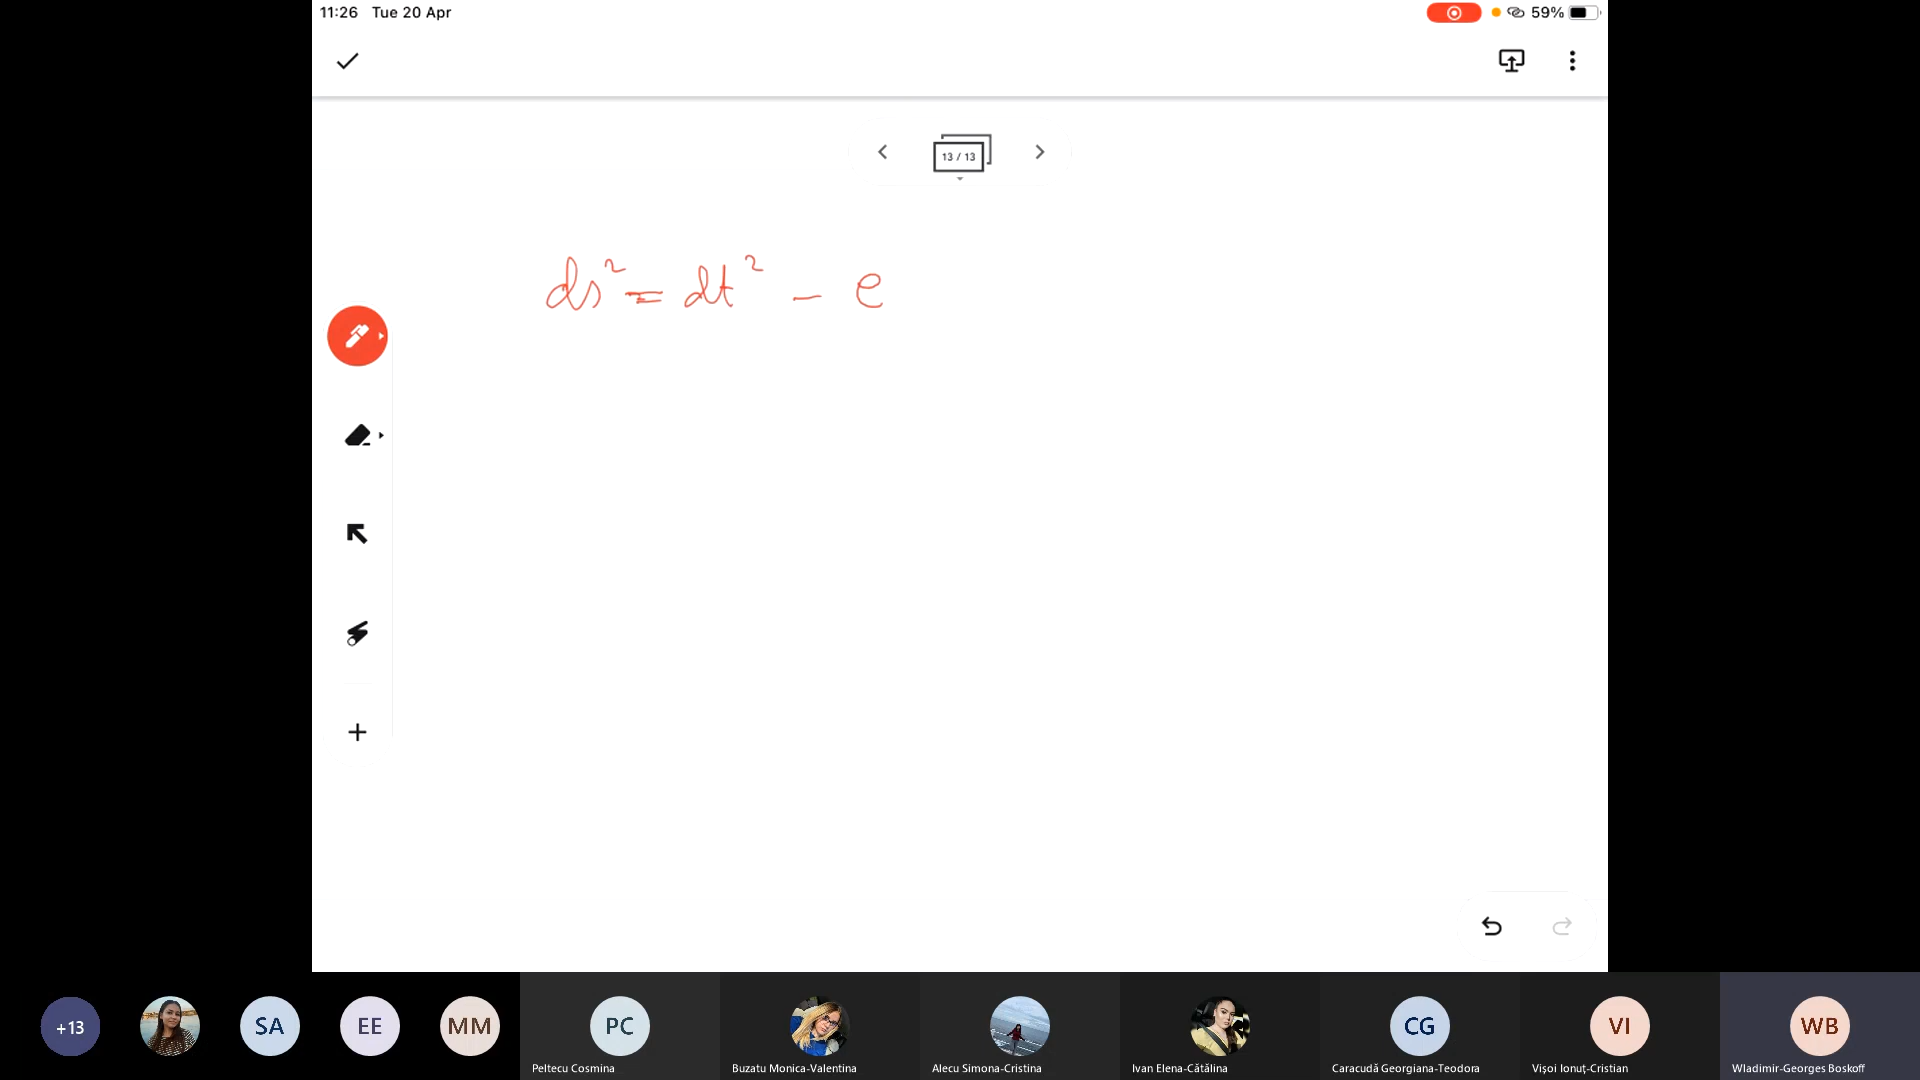 11:26 Tue 20 Apr 59%
13 / 13
ds² = dt² - e
+13 SA EE MM PC CG VI WB
Peltecu Cosmina Buzatu Monica-Valentina Alecu Simona-Cristina Ivan Elena-Cătălina Caracudă Georgiana-Teodora Vișoi Ionuț-Cristian Wladimir-Georges Boskoff